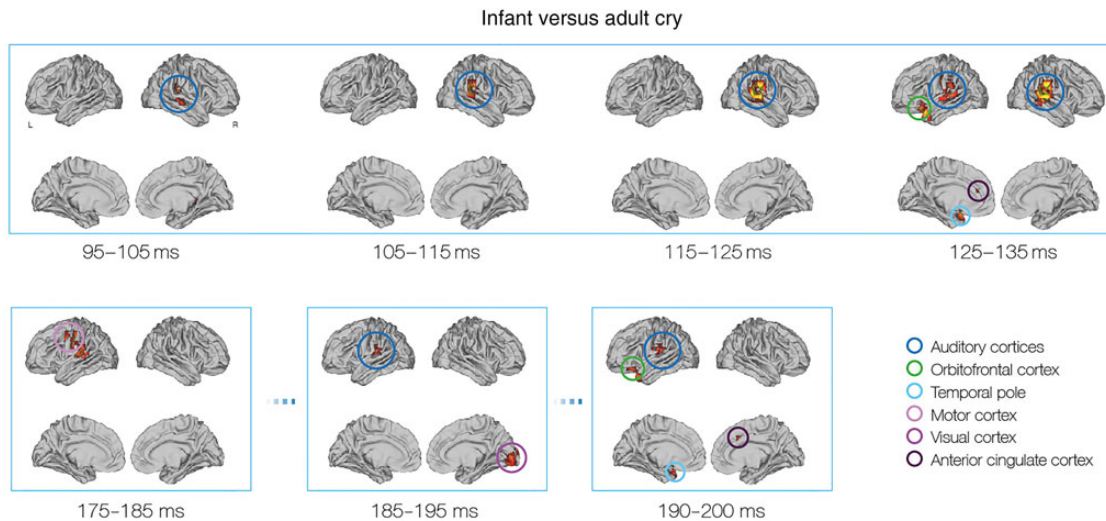 Infant versus adult cry
L R
95–105 ms 105–115 ms 115–125 ms 125–135 ms
Auditory cortices
Orbitofrontal cortex
Temporal pole
Motor cortex
Visual cortex
Anterior cingulate cortex
175–185 ms 185–195 ms 190–200 ms